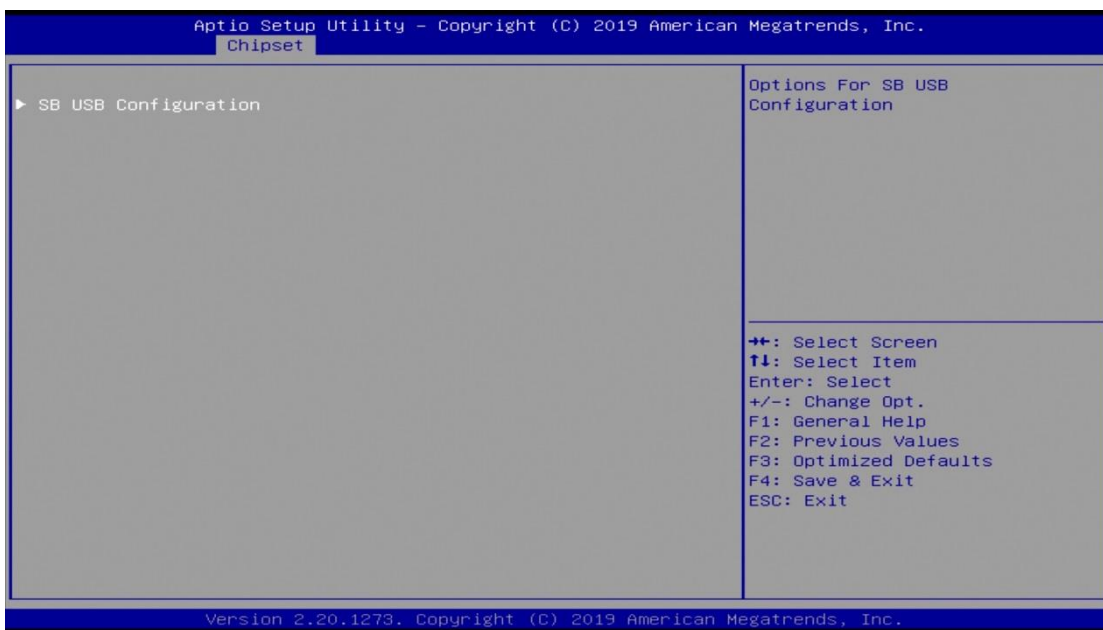 Aptio Setup Utility – Copyright (C) 2019 American Megatrends, Inc.
Chipset
▶ SB USB Configuration
Options For SB USB
Configuration
→←: Select Screen
↑↓: Select Item
Enter: Select
+/-: Change Opt.
F1: General Help
F2: Previous Values
F3: Optimized Defaults
F4: Save & Exit
ESC: Exit
Version 2.20.1273. Copyright (C) 2019 American Megatrends, Inc.